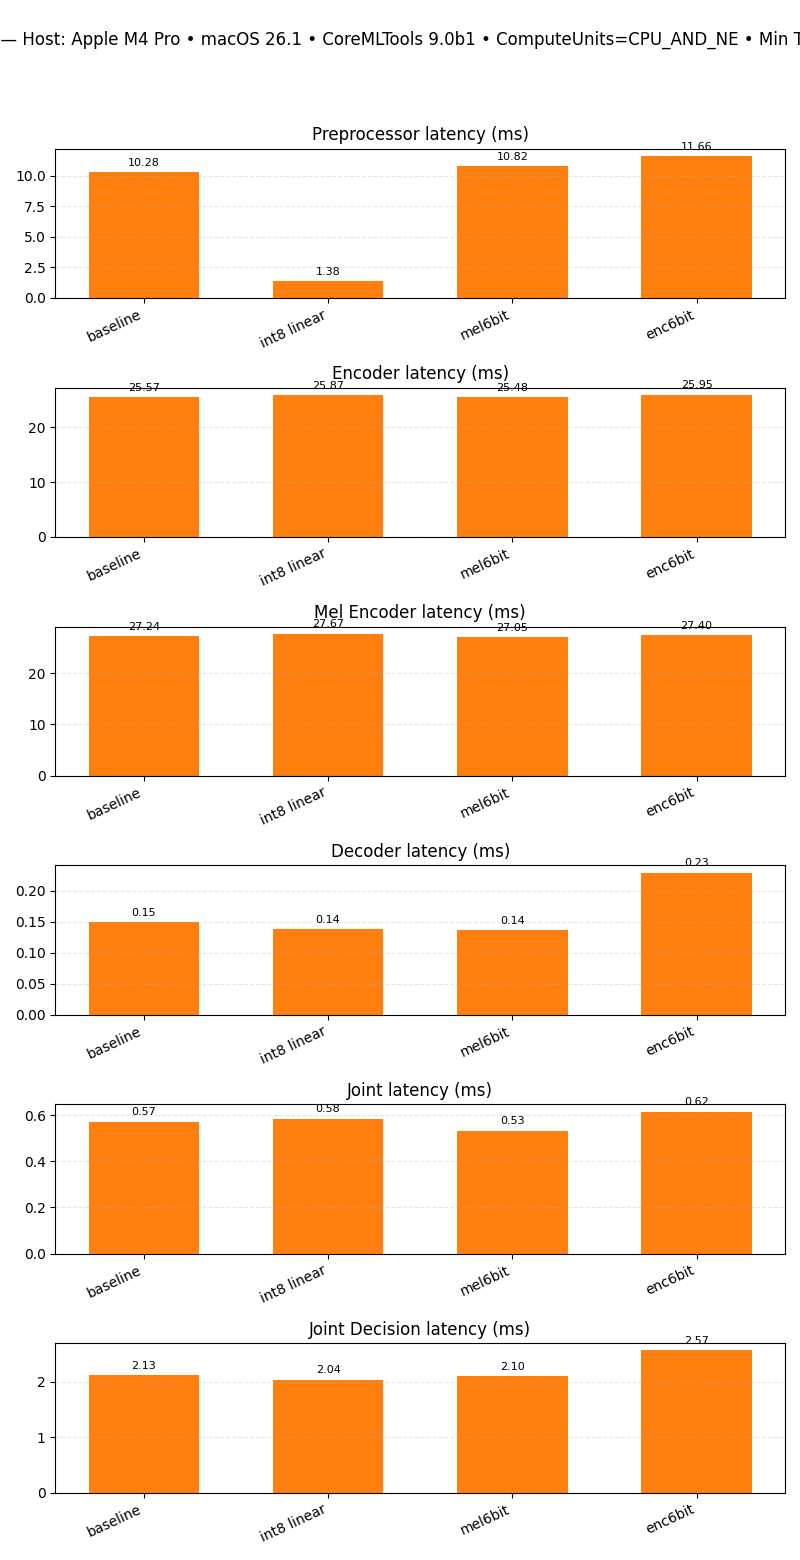 — Host: Apple M4 Pro • macOS 26.1 • CoreMLTools 9.0b1 • ComputeUnits=CPU_AND_NE • Min T
Preprocessor latency (ms)
10.28 1.38 10.82 11.66
10.0
7.5
5.0
2.5
0.0
baseline int8 linear mel6bit enc6bit
Encoder latency (ms)
25.57 25.87 25.48 25.95
20
10
0
baseline int8 linear mel6bit enc6bit
Mel Encoder latency (ms)
27.24 27.67 27.05 27.40
20
10
0
baseline int8 linear mel6bit enc6bit
Decoder latency (ms)
0.15 0.14 0.14 0.23
0.20
0.15
0.10
0.05
0.00
baseline int8 linear mel6bit enc6bit
Joint latency (ms)
0.57 0.58 0.53 0.62
0.6
0.4
0.2
0.0
baseline int8 linear mel6bit enc6bit
Joint Decision latency (ms)
2.13 2.04 2.10 2.57
2
1
0
baseline int8 linear mel6bit enc6bit